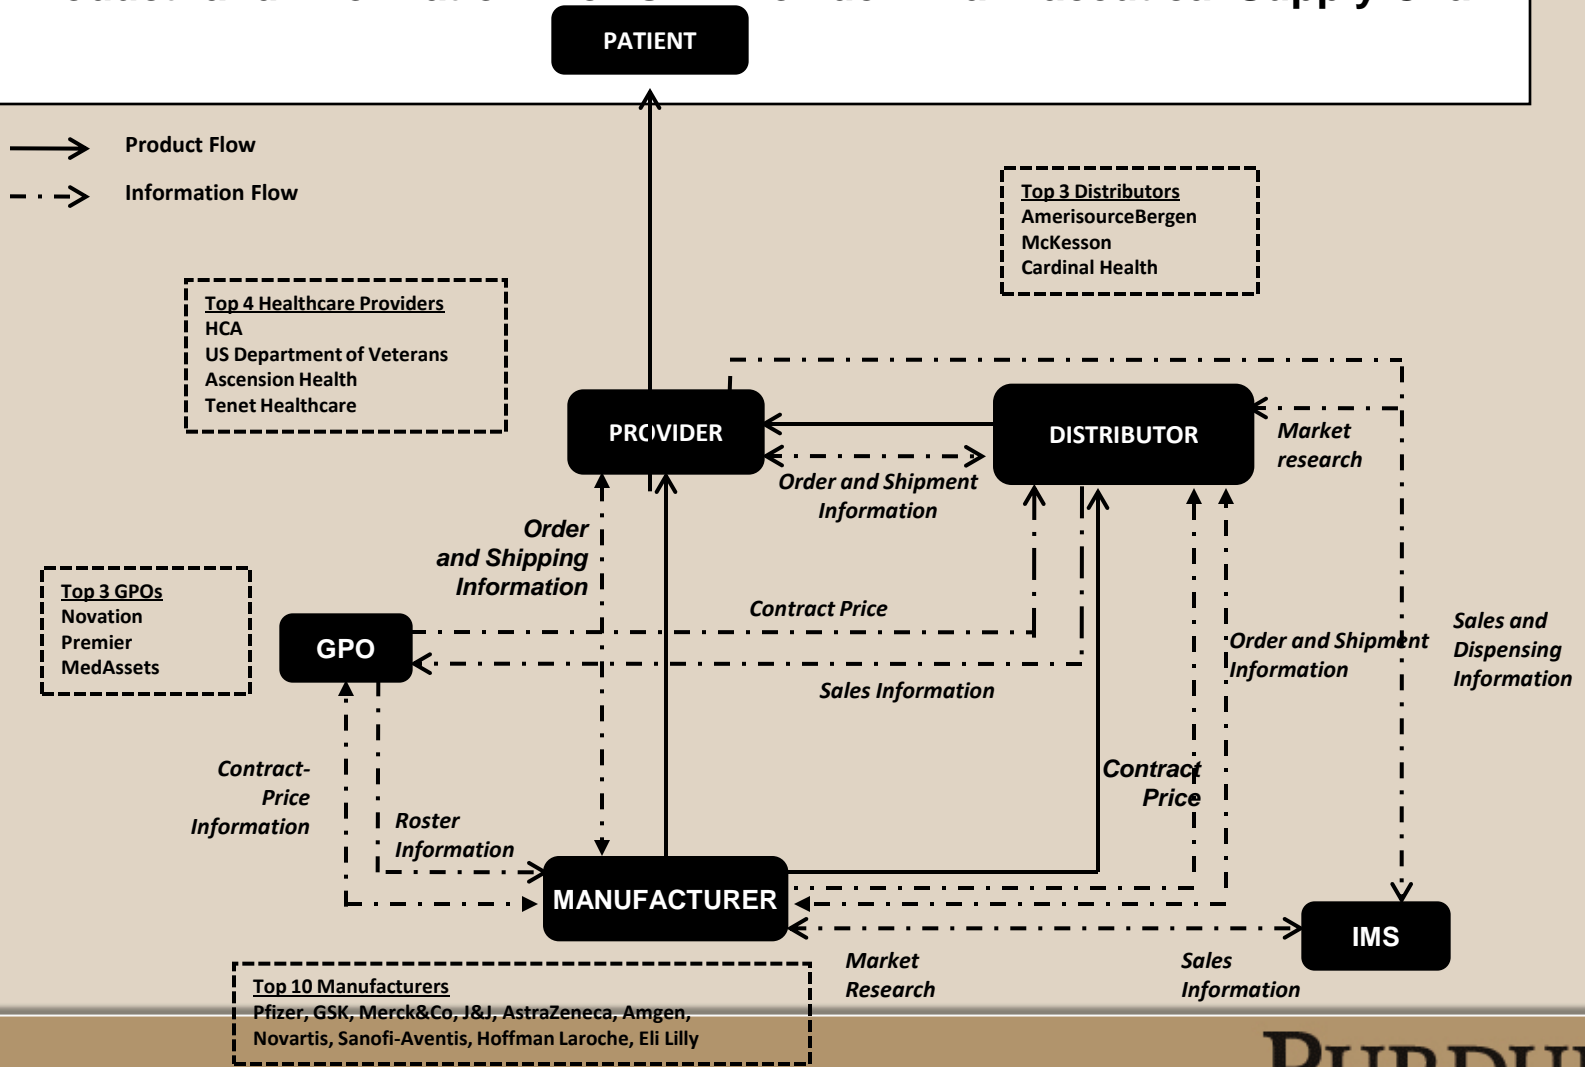 PATIENT
Product Flow
Information Flow
Top 3 Distributors
AmerisourceBergen
McKesson
Cardinal Health
Top 4 Healthcare Providers
HCA
US Department of Veterans
Ascension Health
Tenet Healthcare
PROVIDER
DISTRIBUTOR
Market
research
Order and Shipment
Information
Order
and Shipping
Information
Top 3 GPOs
Novation
Premier
MedAssets
GPO
Contract Price
Sales Information
Order and Shipment
Information
Sales and
Dispensing
Information
Contract-
Price
Information
Roster
Information
Contract
Price
MANUFACTURER
IMS
Market
Research
Sales
Information
Top 10 Manufacturers
Pfizer, GSK, Merck&Co, J&J, AstraZeneca, Amgen,
Novartis, Sanofi-Aventis, Hoffman Laroche, Eli Lilly